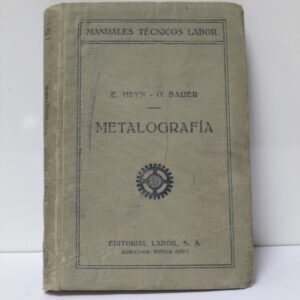 MANUALES TÉCNICOS LABOR
E. HEYN - O. BAUER
METALOGRAFÍA
EDITORIAL LABOR, S. A.
BARCELONA - BUENOS AIRES